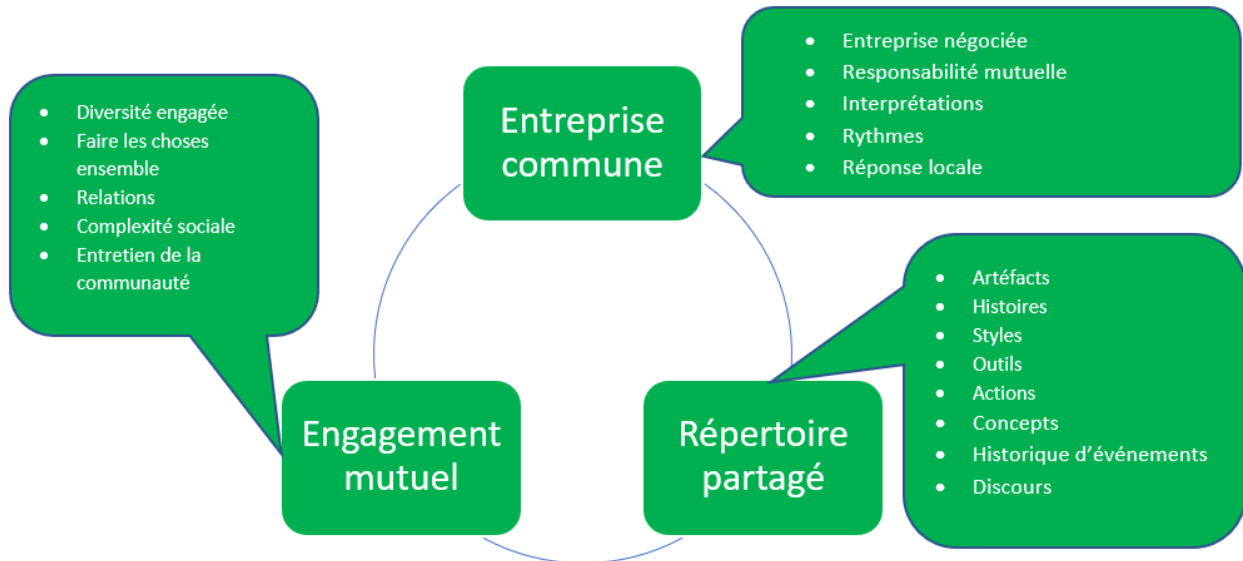 Entreprise
commune
• Entreprise négociée
• Responsabilité mutuelle
• Interprétations
• Rythmes
• Réponse locale
• Diversité engagée
• Faire les choses
ensemble
• Relations
• Complexité sociale
• Entretien de la
communauté
Engagement
mutuel
Répertoire
partagé
• Artéfacts
• Histoires
• Styles
• Outils
• Actions
• Concepts
• Historique d’événements
• Discours